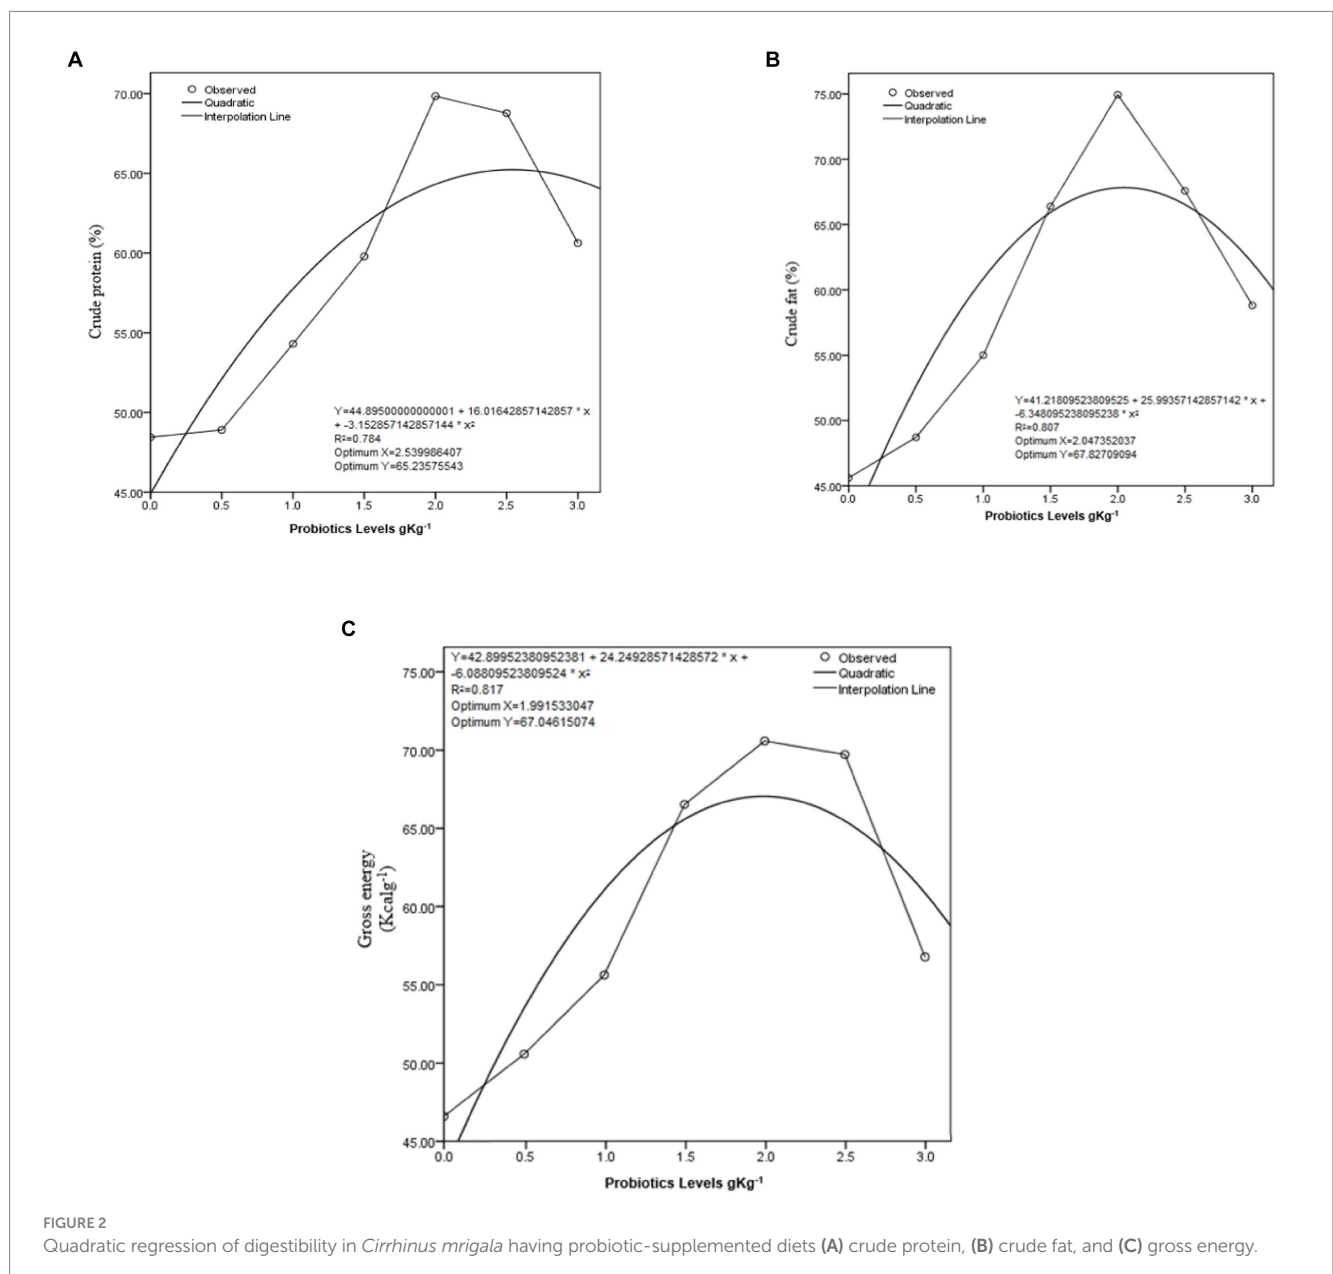 A
Observed
Quadratic
Interpolation Line
70.00
65.00
60.00
55.00
50.00
45.00
Crude protein (%)
Y=44.89500000000001 + 16.01642857142857 * x
+ -3.152857142857144 * x²
R²=0.784
Optimum X=2.539986407
Optimum Y=65.23575543
0.0 0.5 1.0 1.5 2.0 2.5 3.0
Probiotics Levels gKg⁻¹
B
Observed
Quadratic
Interpolation Line
75.00
70.00
65.00
60.00
55.00
50.00
45.00
Crude fat (%)
Y=41.21809523809525 + 25.99357142857142 * x +
-6.348095238095238 * x²
R²=0.807
Optimum X=2.047352037
Optimum Y=67.82709094
0.0 0.5 1.0 1.5 2.0 2.5 3.0
Probiotics Levels gKg⁻¹
C
Y=42.89952380952381 + 24.24928571428572 * x +
-6.08809523809524 * x²
R²=0.817
Optimum X=1.991533047
Optimum Y=67.04615074
Observed
Quadratic
Interpolation Line
75.00
70.00
65.00
60.00
55.00
50.00
45.00
Gross energy
(Kcalg⁻¹)
0.0 0.5 1.0 1.5 2.0 2.5 3.0
Probiotics Levels gKg⁻¹
FIGURE 2
Quadratic regression of digestibility in Cirrhinus mrigala having probiotic-supplemented diets (A) crude protein, (B) crude fat, and (C) gross energy.